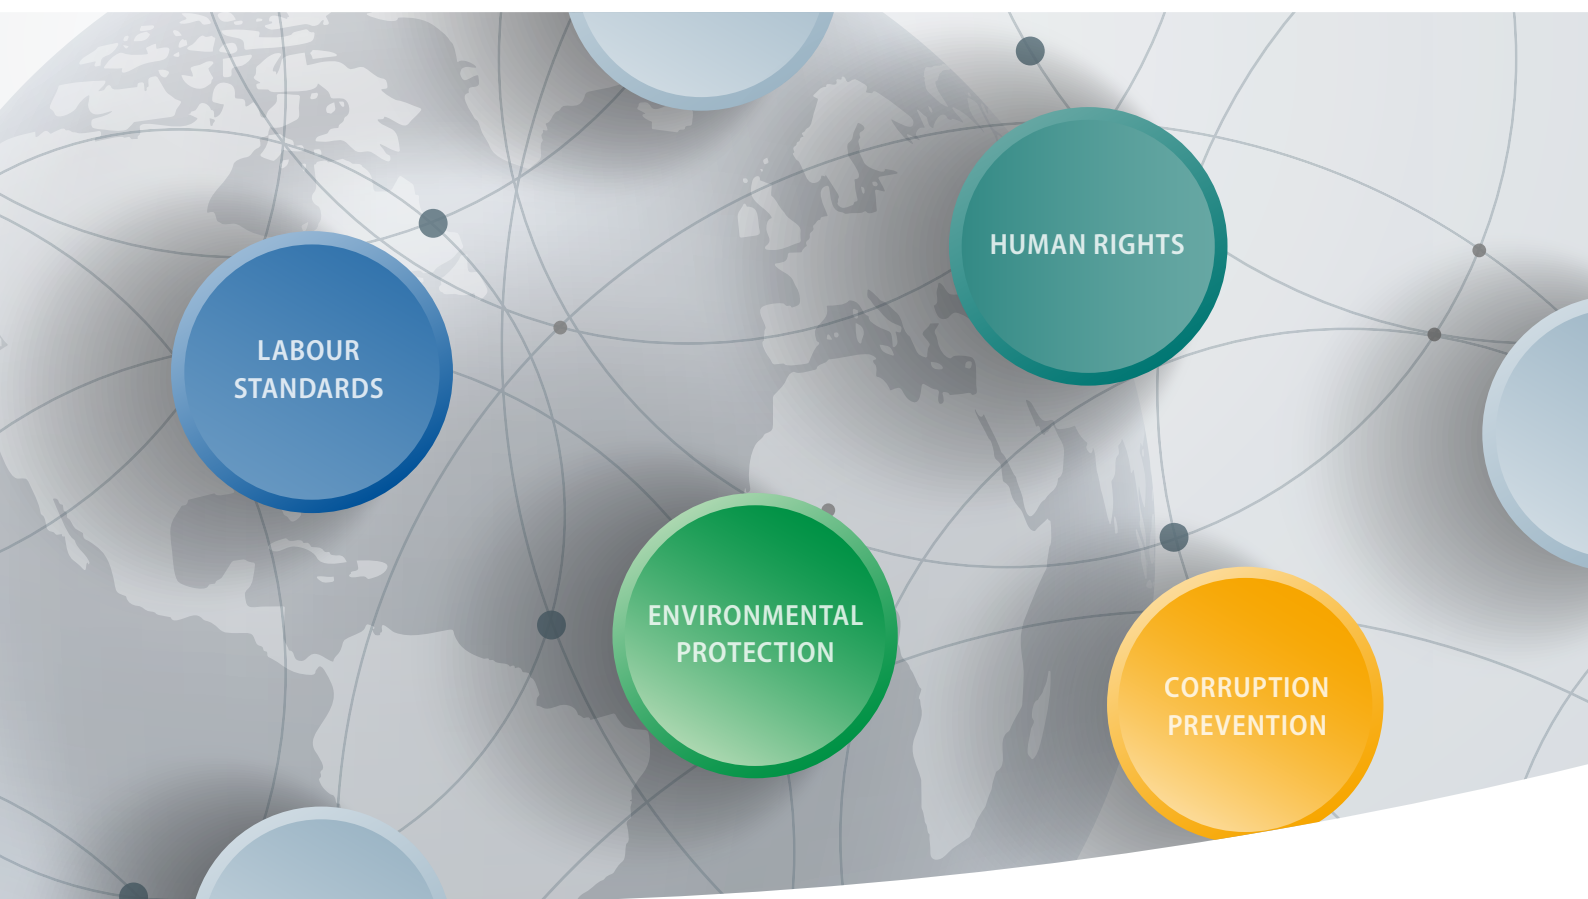 HUMAN RIGHTS
LABOUR
STANDARDS
ENVIRONMENTAL
PROTECTION
CORRUPTION
PREVENTION